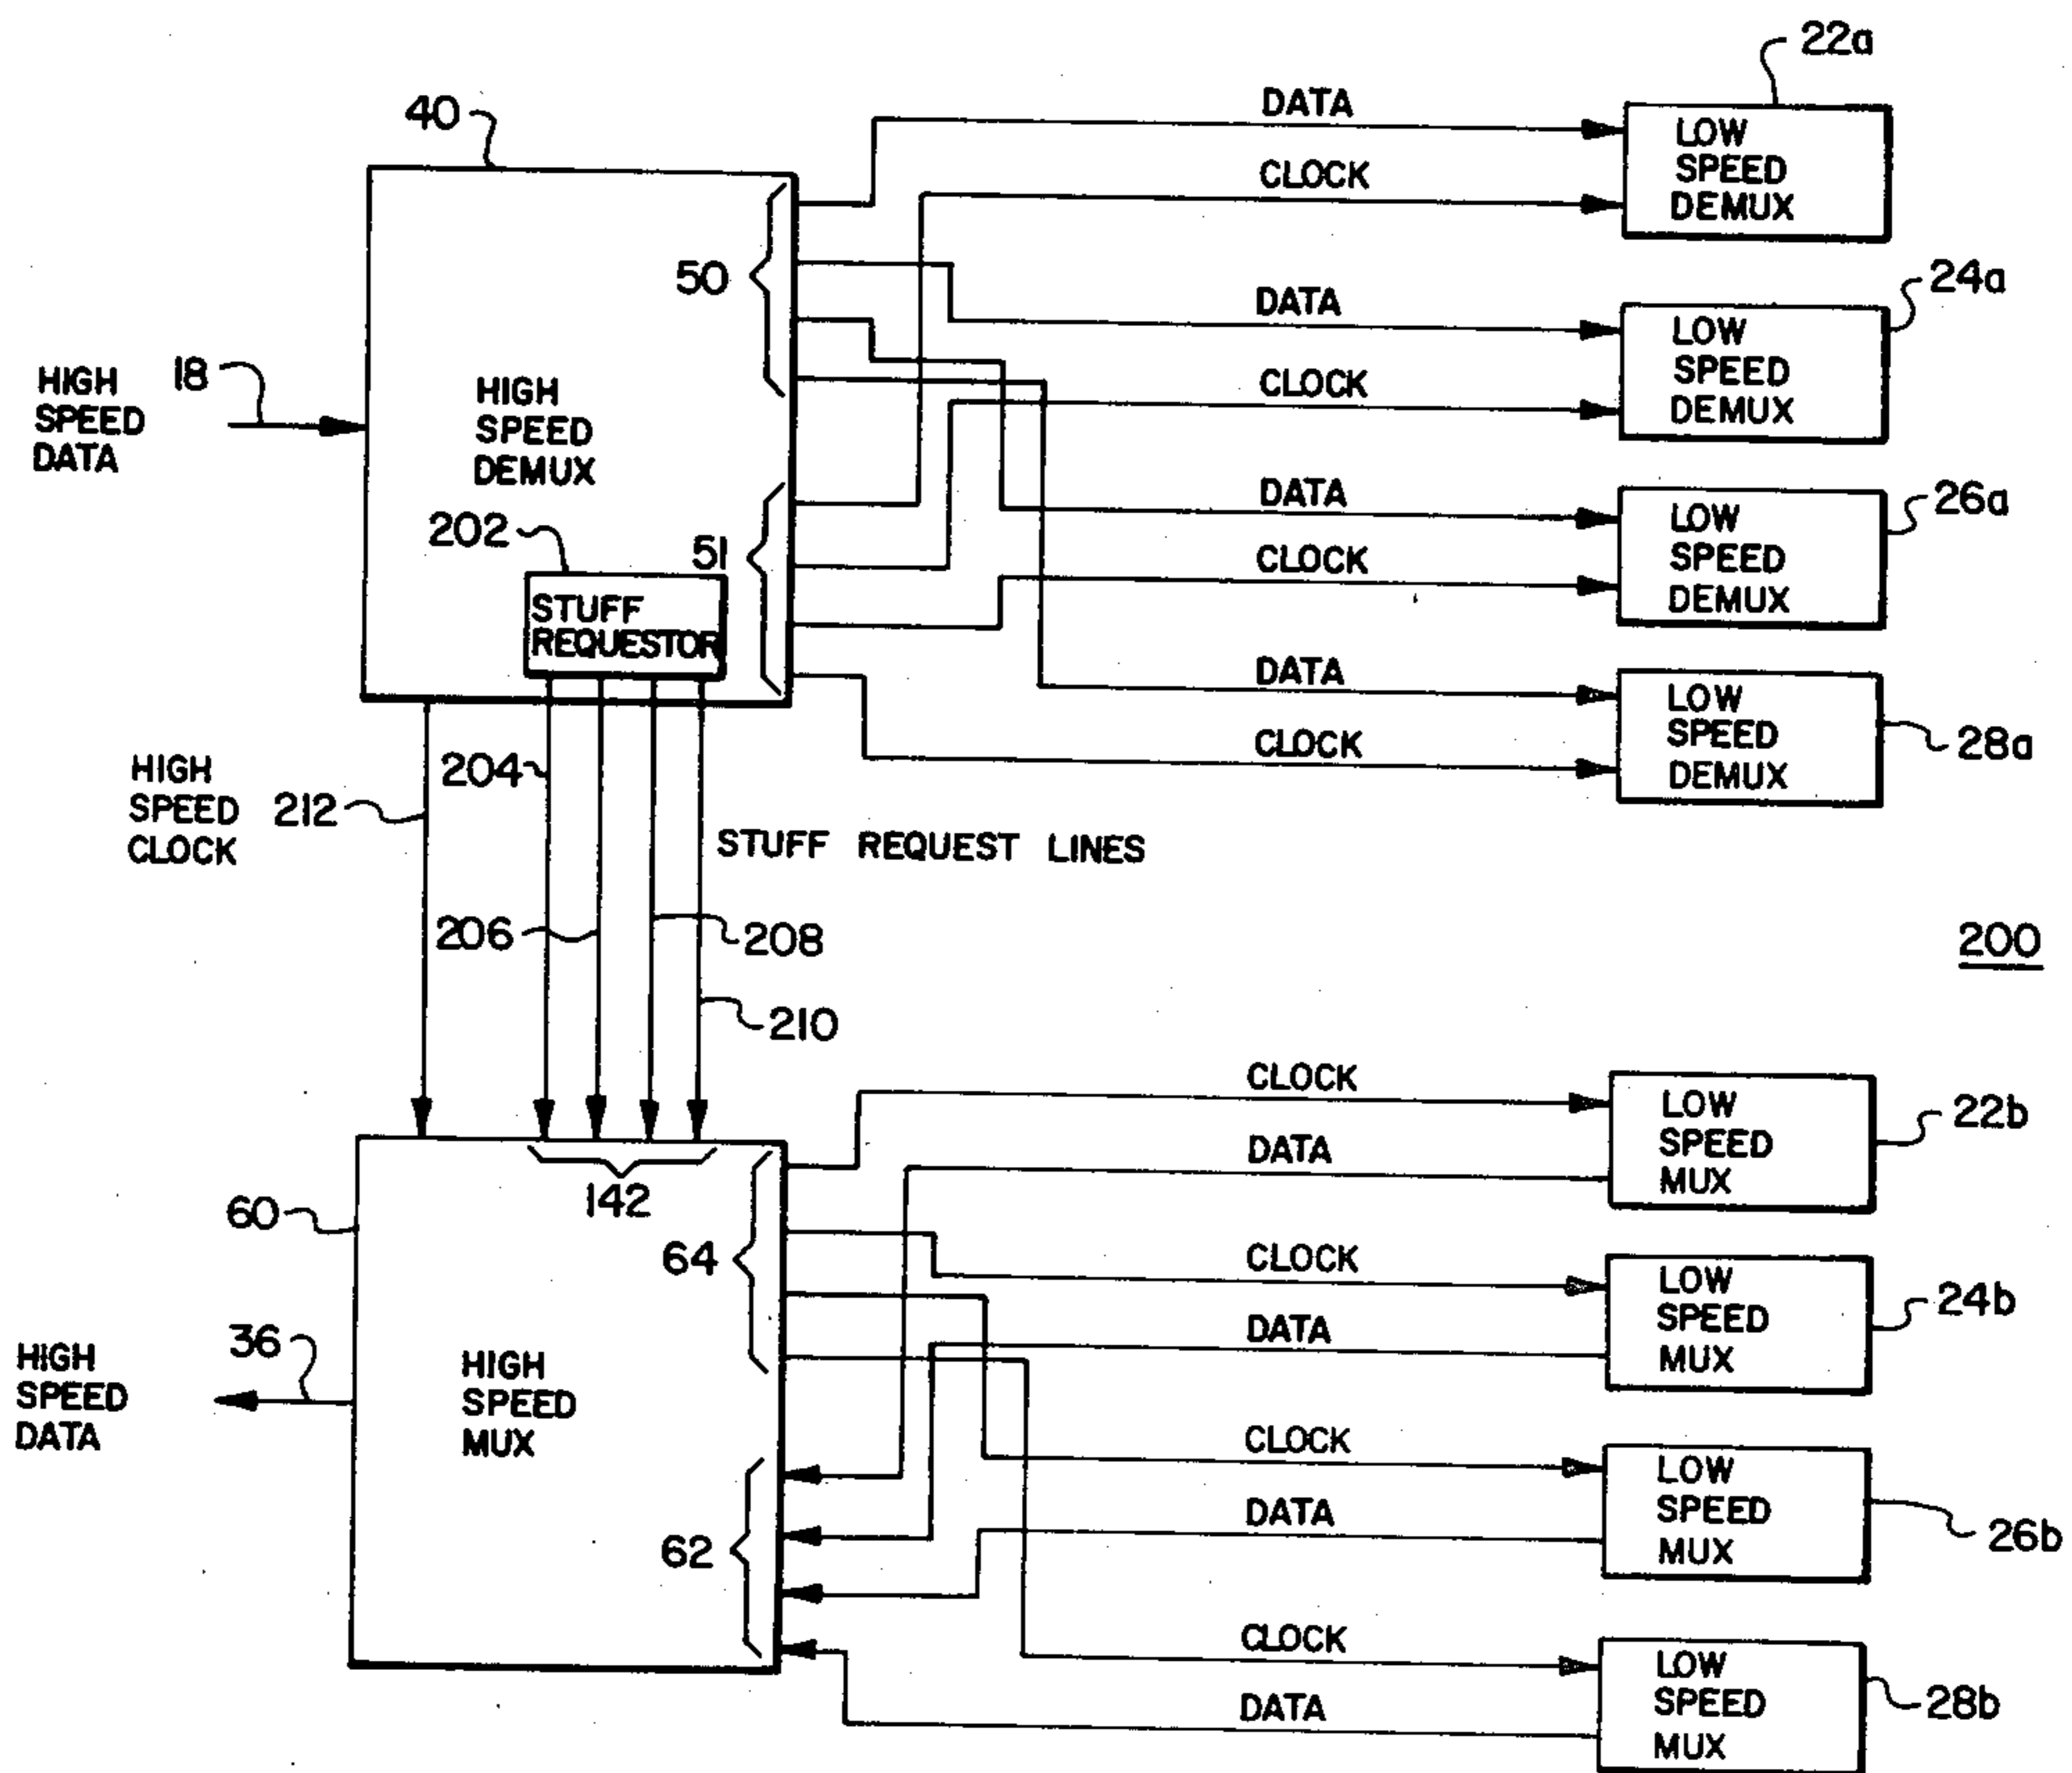 22a
40
DATA
LOW
SPEED
DEMUX
CLOCK
50
24a
DATA
LOW
SPEED
DEMUX
18
HIGH
SPEED
DATA
HIGH
SPEED
DEMUX
CLOCK
26a
DATA
LOW
SPEED
DEMUX
202
51
CLOCK
STUFF
REQUESTOR
DATA
LOW
SPEED
DEMUX
28a
CLOCK
HIGH
SPEED
CLOCK
212
204
STUFF REQUEST LINES
206
208
200
210
CLOCK
LOW
SPEED
MUX
22b
DATA
142
60
64
CLOCK
LOW
SPEED
MUX
24b
DATA
36
HIGH
SPEED
DATA
HIGH
SPEED
MUX
CLOCK
LOW
SPEED
MUX
26b
DATA
62
CLOCK
LOW
SPEED
MUX
28b
DATA